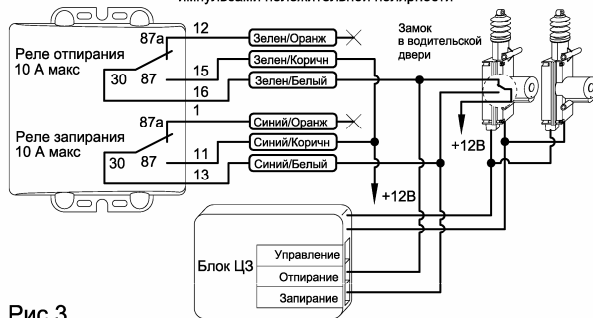 импульсами положительной полярности
Реле отпирания
10 А макс
87а
30 87
12
15
16
Зелен/Оранж
Зелен/Коричн
Зелен/Белый
Реле запирания
10 А макс
87а
30 87
1
11
13
Синий/Оранж
Синий/Коричн
Синий/Белый
Замок
в водительской
двери
+12В
+12В
Блок ЦЗ
Управление
Отпирание
Запирание
Рис.3